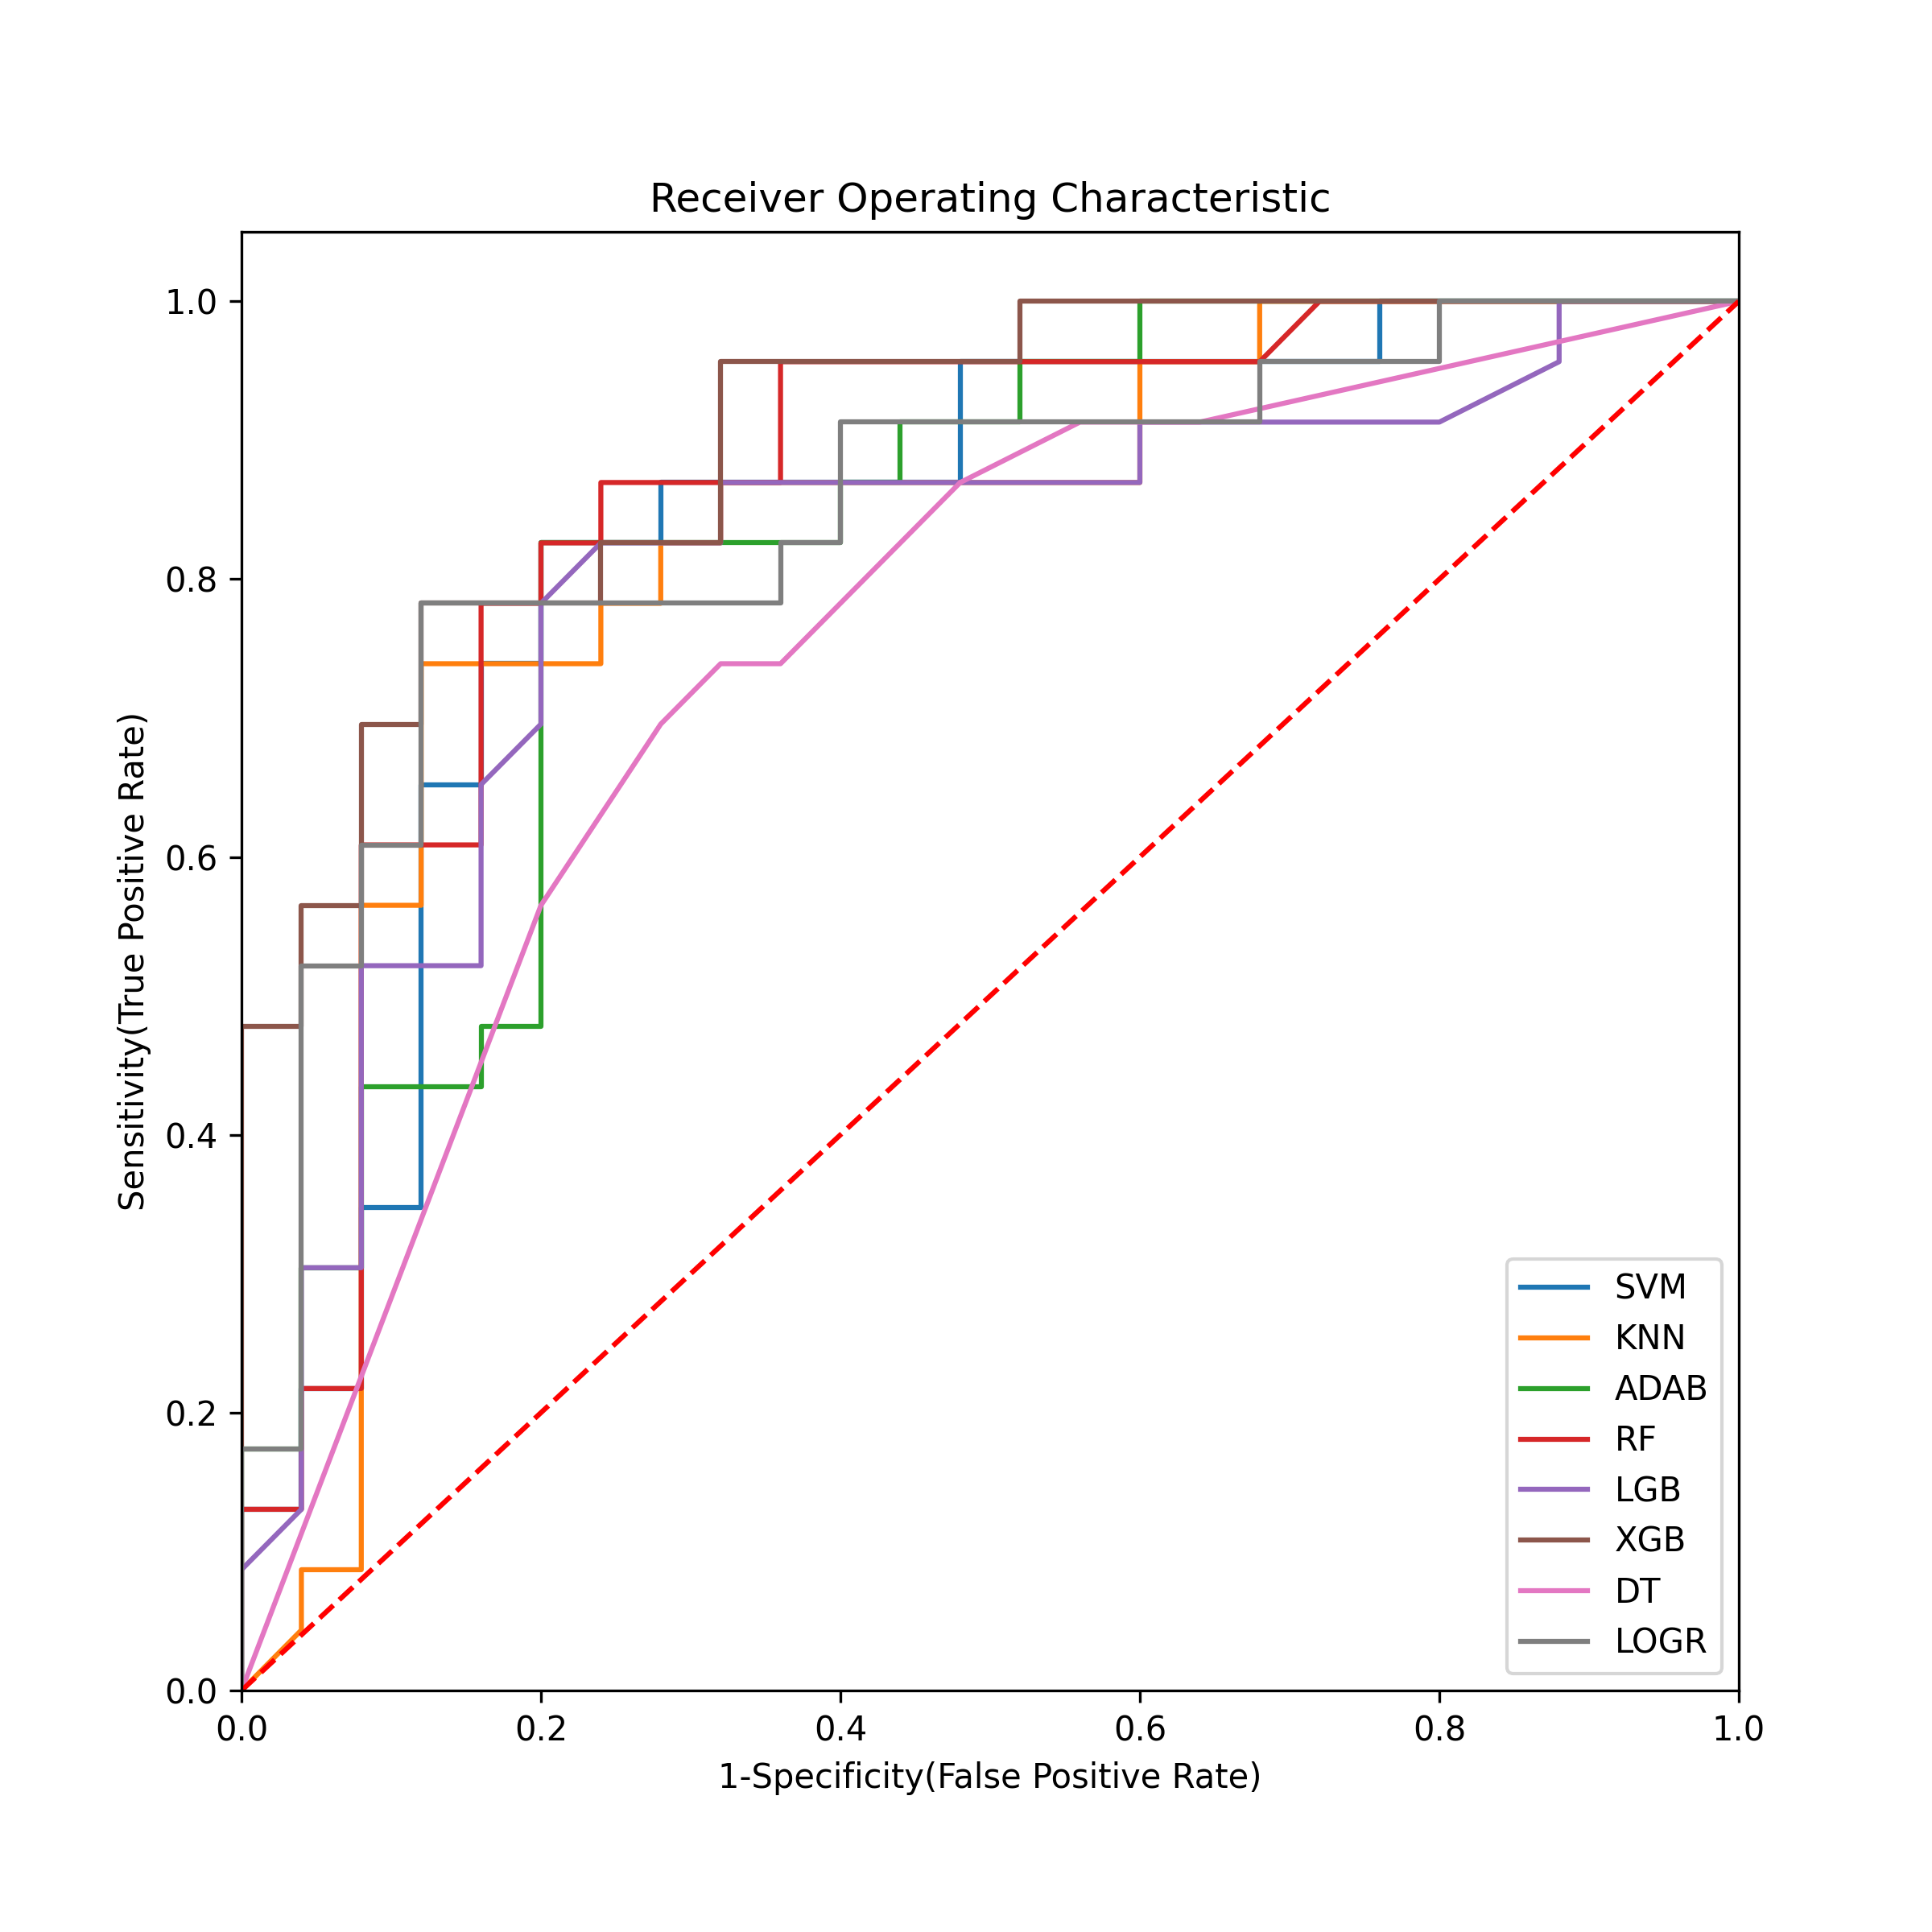 Receiver Operating Characteristic
Sensitivity(True Positive Rate)
1.0
0.8
0.6
0.4
0.2
0.0
0.0 0.2 0.4 0.6 0.8 1.0
1-Specificity(False Positive Rate)
SVM
KNN
ADAB
RF
LGB
XGB
DT
LOGR